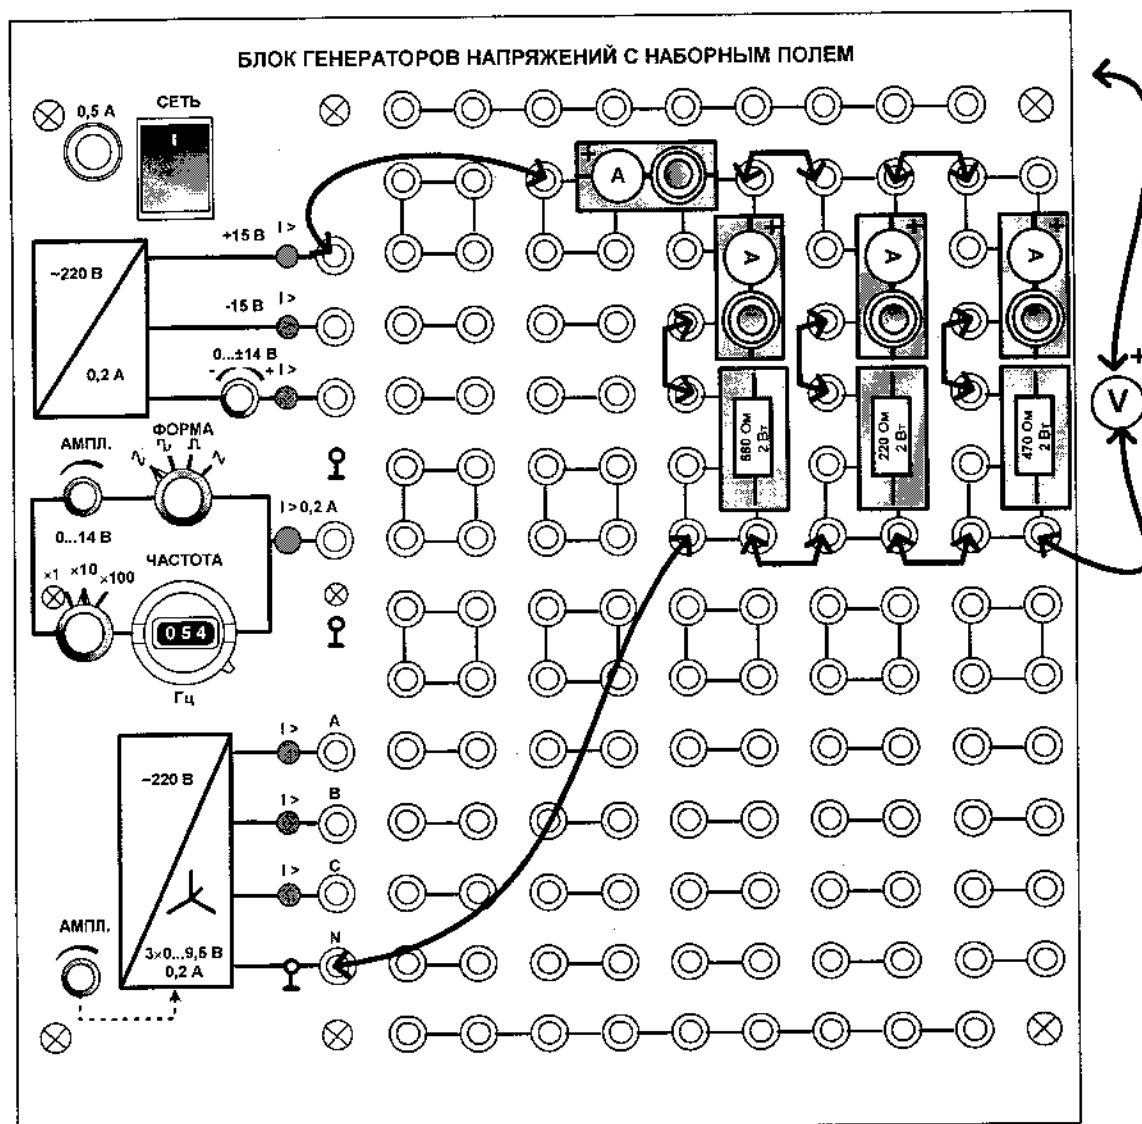 БЛОК ГЕНЕРАТОРОВ НАПРЯЖЕНИЙ С НАБОРНЫМ ПОЛЕМ
0,5 А
СЕТЬ
I
+15 В
I >
~220 В
0,2 А
-15 В
I >
0...±14 В
- + I >
АМПЛ.
ФОРМА
0...14 В
I > 0,2 А
×1
×10
×100
ЧАСТОТА
054
Гц
~220 В
3×0...9,5 В
0,2 А
АМПЛ.
I >
A
I >
B
I >
C
N
+
A
+
A
+
A
+
A
680 Ом
2 Вт
220 Ом
2 Вт
470 Ом
2 Вт
+
V